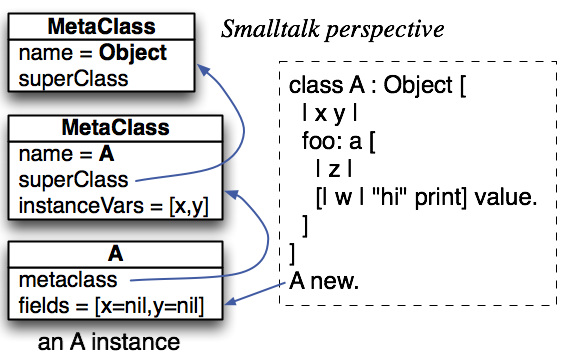 MetaClass
name = Object
superClass
MetaClass
name = A
superClass
instanceVars = [x,y]
A
metaclass
fields = [x=nil,y=nil]
an A instance
Smalltalk perspective
class A : Object [
| x y |
foo: a [
| z |
[| w | "hi" print] value.
]
]
A new.